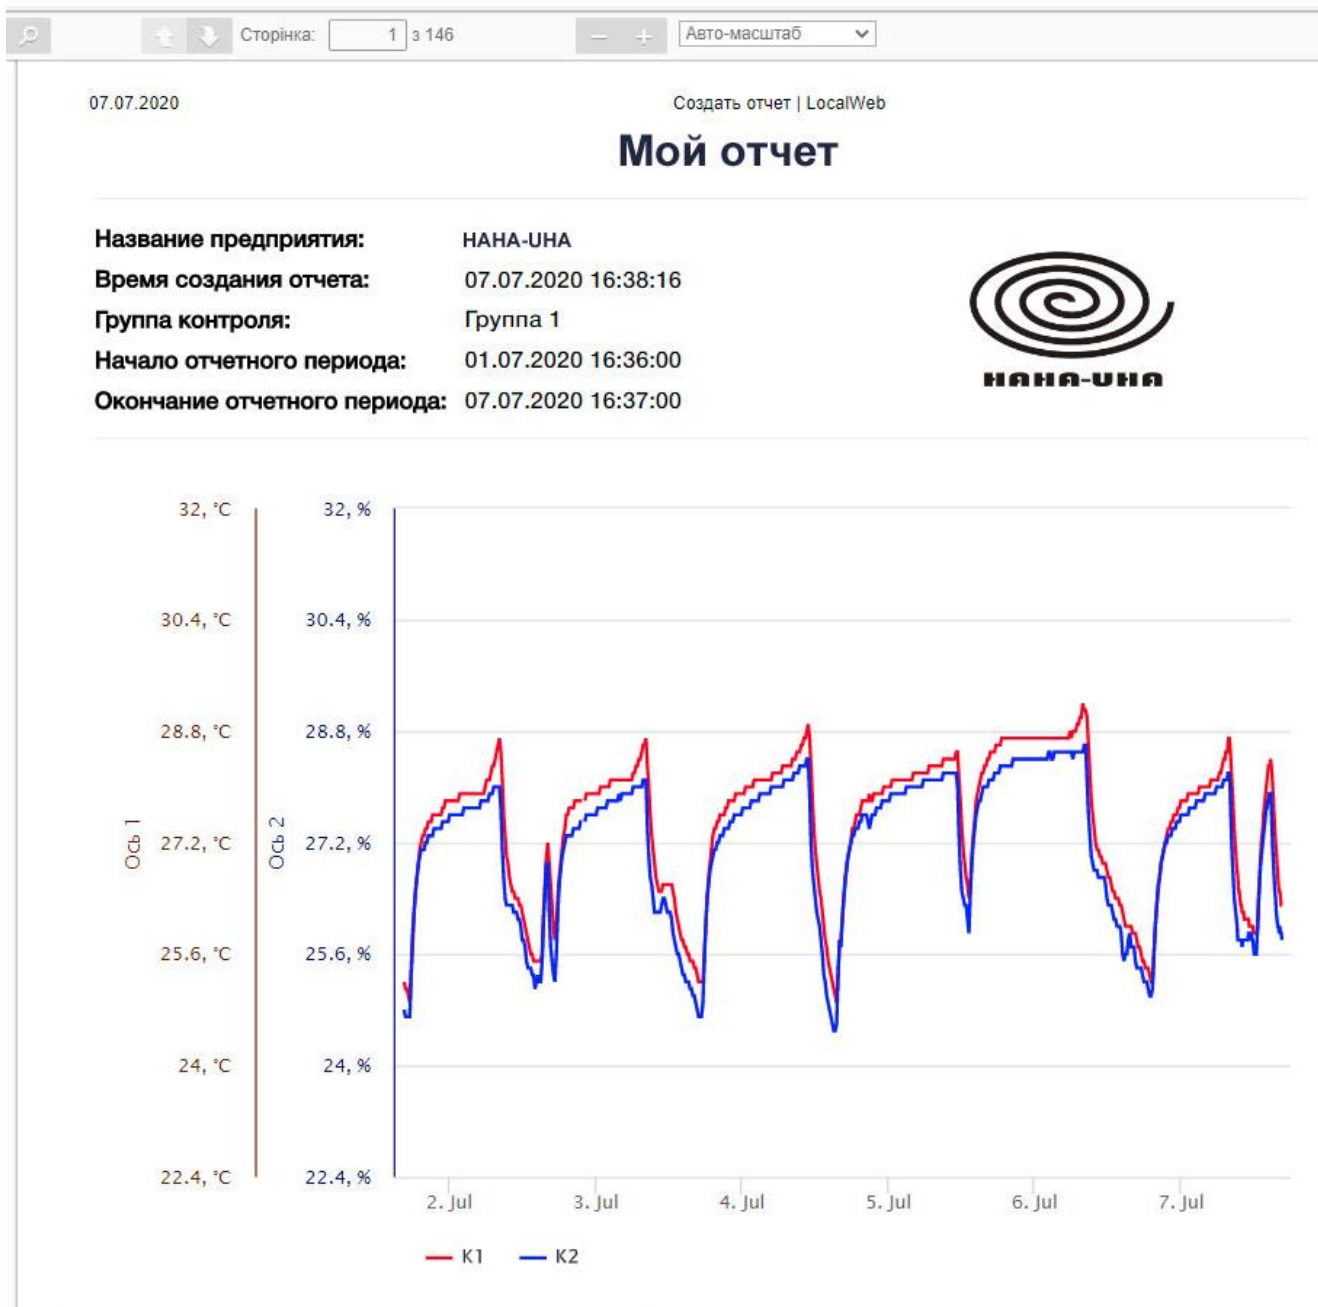 Сторінка: 1 з 146 Авто-масштаб
07.07.2020 Создать отчет | LocalWeb
Мой отчет
Название предприятия: НАНА-UНА
Время создания отчета: 07.07.2020 16:38:16
Группа контроля: Группа 1
Начало отчетного периода: 01.07.2020 16:36:00
Окончание отчетного периода: 07.07.2020 16:37:00
НАНА-UНА
32, °C 32, %
30.4, °C 30.4, %
28.8, °C 28.8, %
Ось 1 27.2, °C Ось 2 27.2, %
25.6, °C 25.6, %
24, °C 24, %
22.4, °C 22.4, %
2. Jul 3. Jul 4. Jul 5. Jul 6. Jul 7. Jul
K1 K2